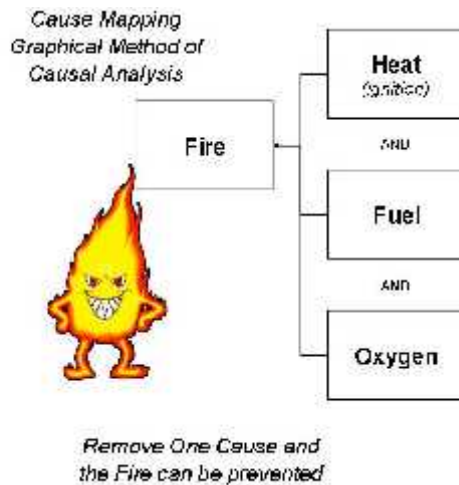 Cause Mapping
Graphical Method of
Causal Analysis
Fire
Heat
(ignition)
AND
Fuel
AND
Oxygen
Remove One Cause and
the Fire can be prevented